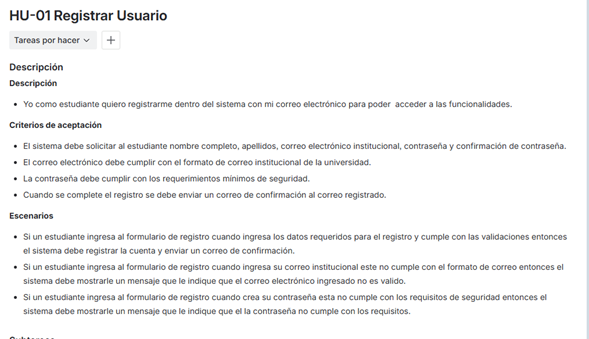 HU-01 Registrar Usuario
Tareas por hacer
Descripción
Descripción
Yo como estudiante quiero registrarme dentro del sistema con mi correo electrónico para poder acceder a las funcionalidades.
Criterios de aceptación
El sistema debe solicitar al estudiante nombre completo, apellidos, correo electrónico institucional, contraseña y confirmación de contraseña.
El correo electrónico debe cumplir con el formato de correo institucional de la universidad.
La contraseña debe cumplir con los requerimientos mínimos de seguridad.
Cuando se complete el registro se debe enviar un correo de confirmación al correo registrado.
Escenarios
Si un estudiante ingresa al formulario de registro cuando ingresa los datos requeridos para el registro y cumple con las validaciones entonces
el sistema debe registrar la cuenta y enviar un correo de confirmación.
Si un estudiante ingresa al formulario de registro cuando ingresa su correo institucional este no cumple con el formato de correo entonces el
sistema debe mostrarle un mensaje que le indique que el correo electrónico ingresado no es valido.
Si un estudiante ingresa al formulario de registro cuando crea su contraseña esta no cumple con los requisitos de seguridad entonces el
sistema debe mostrarle un mensaje que le indique que el la contraseña no cumple con los requisitos.